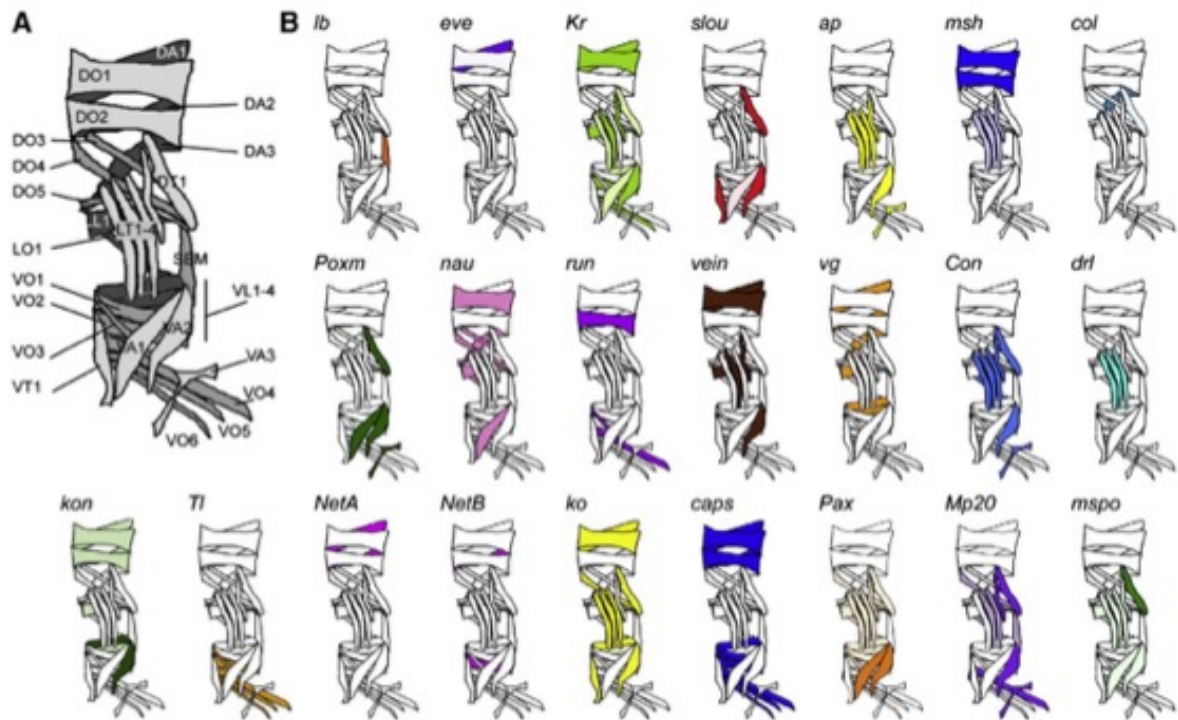 A
DA1
DO1
DA2
DO2
DO3
DA3
DO4
DT1
DO5
LT1-4
LO1
SBM
VO1
VO2
VL1-4
VA2
VO3
A1
VA3
VT1
VO4
VO5
VO6
B
lb eve Kr slou ap msh col
Poxm nau run vein vg Con drl
kon Tl NetA NetB ko caps Pax Mp20 mspo